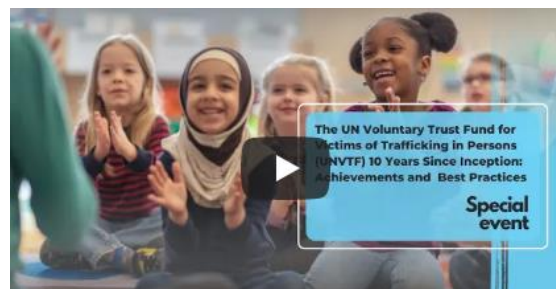 The UN Voluntary Trust Fund for
Victims of Trafficking in Persons
(UNVTF) 10 Years Since Inception:
Achievements and Best Practices
Special
event